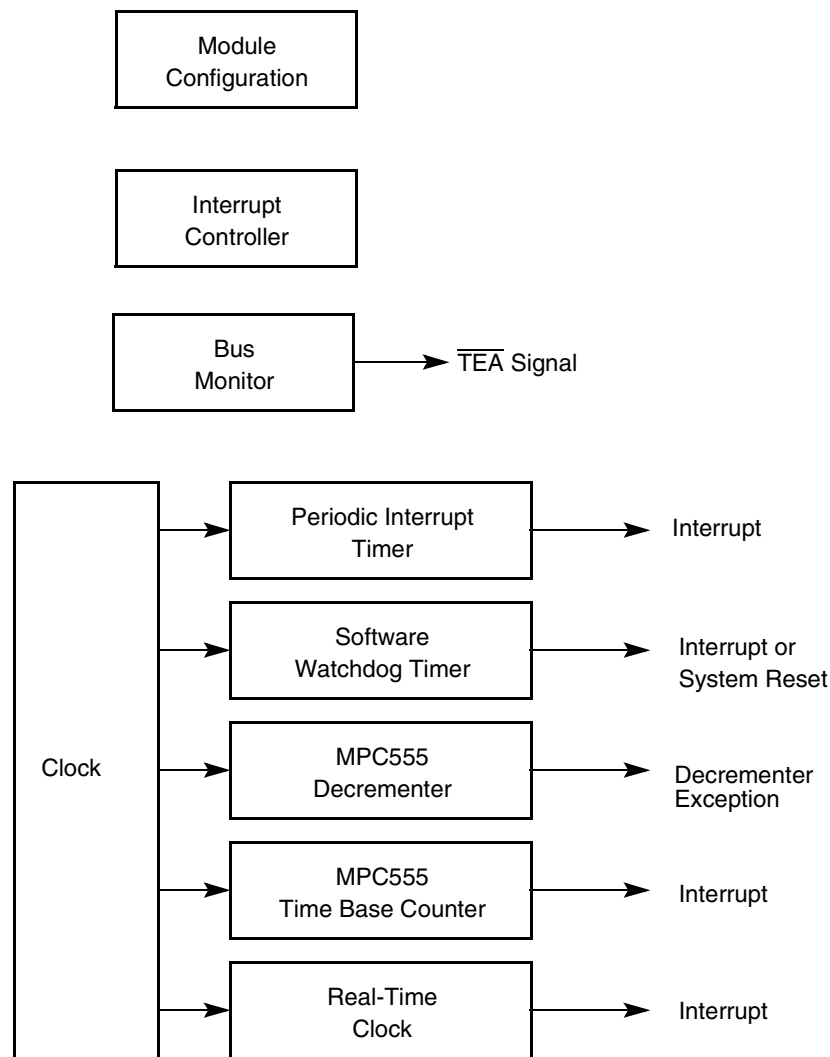 Module
Configuration
Interrupt
Controller
Bus
Monitor
TEA Signal
Clock
Periodic Interrupt
Timer
Interrupt
Software
Watchdog Timer
Interrupt or
System Reset
MPC555
Decrementer
Decrementer
Exception
MPC555
Time Base Counter
Interrupt
Real-Time
Clock
Interrupt